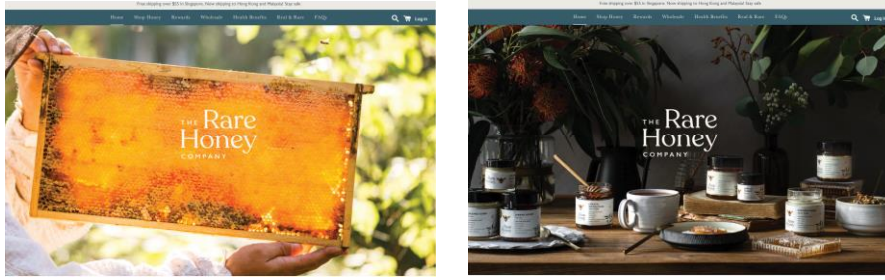 Free shipping over $55 in Singapore. Now shipping to Hong Kong and Malaysia! Stay safe
Home Shop Honey Rewards Wholesale Health Benefits Real & Rare FAQs Log in
THE Rare
Honey
COMPANY
Free shipping over $55 in Singapore. Now shipping to Hong Kong and Malaysia! Stay safe
Home Shop Honey Rewards Wholesale Health Benefits Real & Rare FAQs Log in
THE Rare
Honey
COMPANY